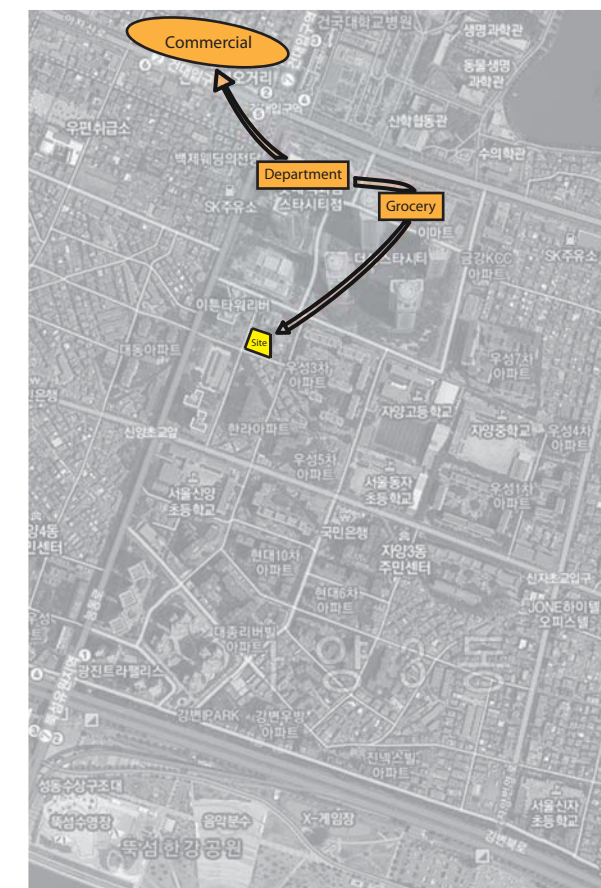 건국대학교병원
생명과학관
Commercial
동물생명
과학관
오거리
산학협동관
우편취급소
수의학관
백제웨딩의전당
Department
SK주유소
스타시티점
Grocery
이마트
더
스타시티
금강KCC
아파트
SK주유소
이튼타워리버
Site
대동아파트
우성3차
아파트
우성7차
아파트
자양고등학교
한라아파트
자양중학교
우성4차
아파트
신양초교앞
우성5차
아파트
서울신양
초등학교
서울동자
초등학교
우성1차
아파트
국민은행
현대10차
아파트
자양3동
주민센터
신자초교입구
현대6차
아파트
JONE하이빌
오피스텔
대종리버빌
아파트
양3동
광진트라팰리스
강변IPARK
강변우방
아파트
아파트
성동수상구조대
뚝섬수영장
음악분수
X-게임장
서울신자
초등학교
뚝섬한강공원
강변북로